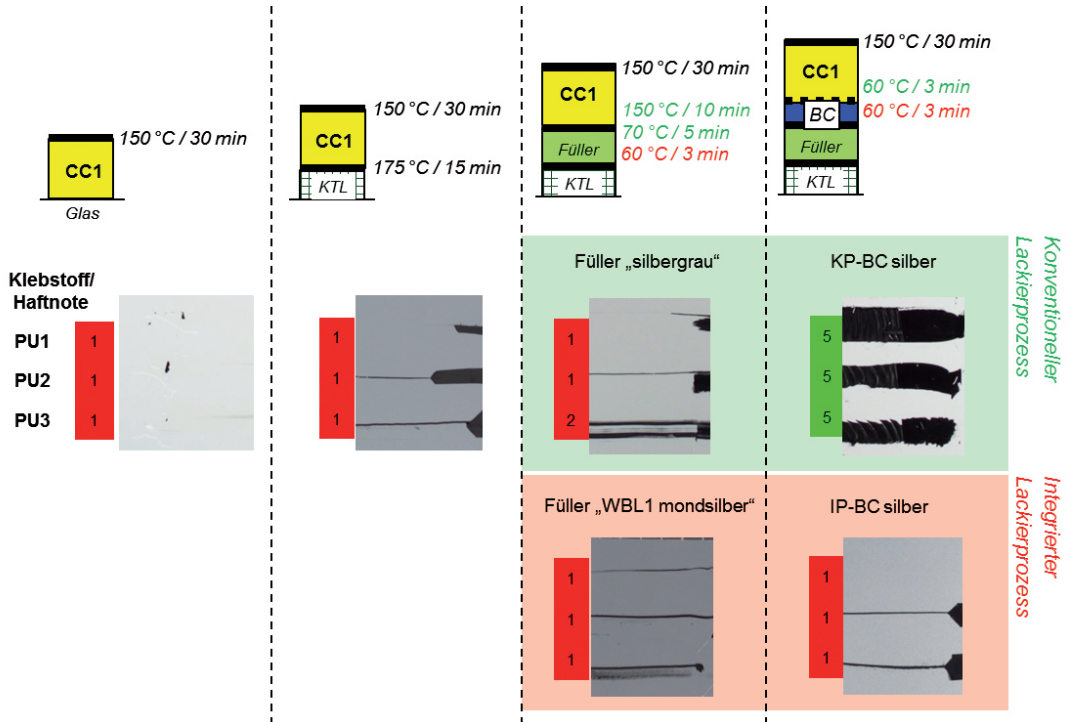 150 °C / 30 min
CC1
Glas
150 °C / 30 min
CC1
175 °C / 15 min
KTL
150 °C / 30 min
CC1
150 °C / 10 min
70 °C / 5 min
Füller
60 °C / 3 min
KTL
150 °C / 30 min
CC1
60 °C / 3 min
BC
60 °C / 3 min
Füller
KTL
Klebstoff/
Haftnote
PU1
1
PU2
1
PU3
1
1
1
1
Füller „silbergrau“
1
1
2
KP-BC silber
5
5
5
Konventioneller
Lackierprozess
Füller „WBL1 mondsilber“
1
1
1
IP-BC silber
1
1
1
Integrierter
Lackierprozess